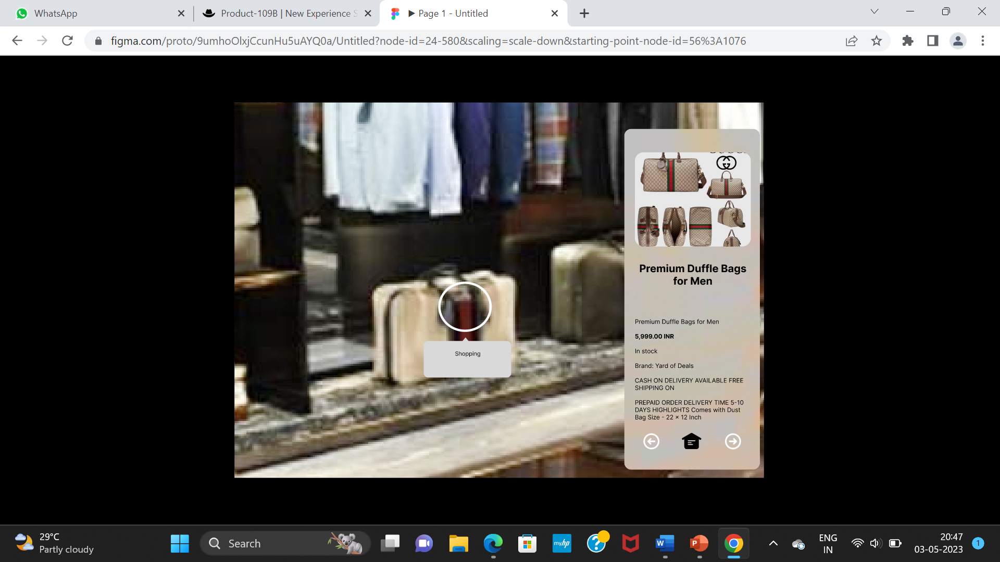 WhatsApp
Product-109B | New Experience S
Page 1 - Untitled
figma.com/proto/9umhoOlxjCcunHu5uAYQ0a/Untitled?node-id=24-580&scaling=scale-down&starting-point-node-id=56%3A1076
Premium Duffle Bags
for Men
Premium Duffle Bags for Men
5,999.00 INR
In stock
Brand: Yard of Deals
CASH ON DELIVERY AVAILABLE FREE
SHIPPING ON
PREPAID ORDER DELIVERY TIME 5-10
DAYS HIGHLIGHTS Comes with Dust
Bag Size - 22 × 12 Inch
Shopping
29°C
Partly cloudy
Search
myhp
W
P
ENG
IN
20:47
03-05-2023
1